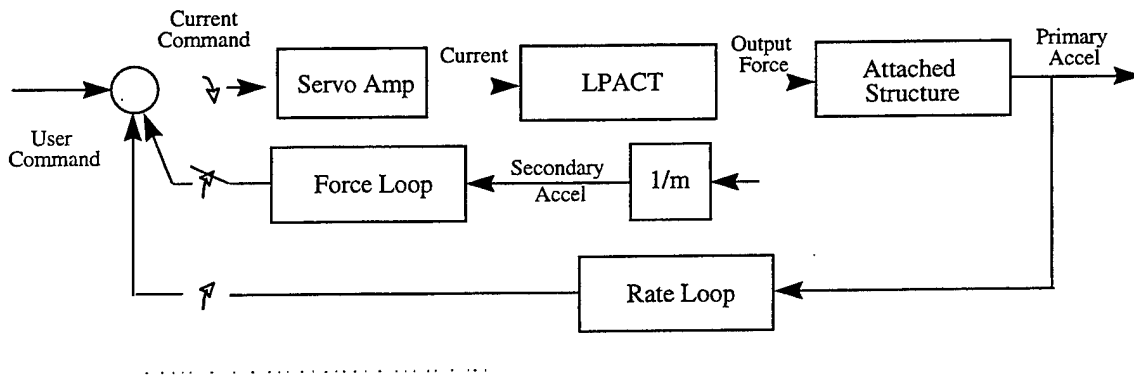 Current
Command
Servo Amp
Current
LPACT
Output
Force
Attached
Structure
Primary
Accel
User
Command
Force Loop
Secondary
Accel
1/m
Rate Loop